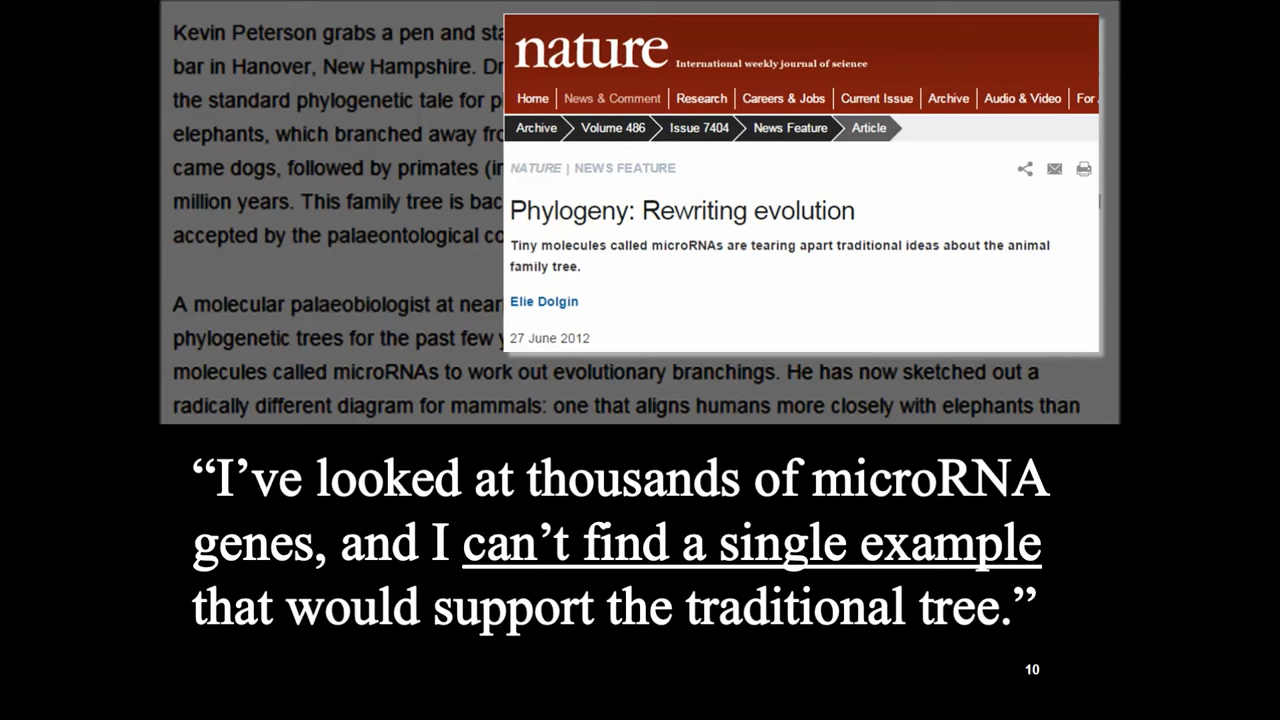 Kevin Peterson grabs a pen and
bar in Hanover, New Hampshire.
the standard phylogenetic tale for
elephants, which branched away
came dogs, followed by primates
million years. This family tree is
accepted by the palaeontological
A molecular palaeobiologist at
phylogenetic trees for the past few
molecules called microRNAs to work out evolutionary branchings. He has now sketched out a
radically different diagram for mammals: one that aligns humans more closely with elephants than
nature International weekly journal of science
Home News & Comment Research Careers & Jobs Current Issue Archive Audio & Video For
Archive Volume 486 Issue 7404 News Feature Article
NATURE | NEWS FEATURE
Phylogeny: Rewriting evolution
Tiny molecules called microRNAs are tearing apart traditional ideas about the animal
family tree.
Elie Dolgin
27 June 2012
“I’ve looked at thousands of microRNA
genes, and I can’t find a single example
that would support the traditional tree.”
10